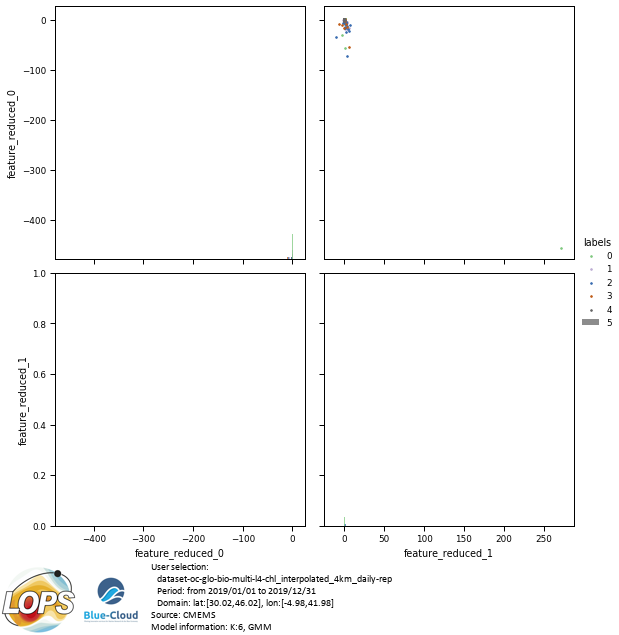 0
−100
−200
−300
−400
feature_reduced_0
labels
0
1
2
3
4
5
1.0
0.8
0.6
0.4
0.2
0.0
feature_reduced_1
−400
−300
−200
−100
0
feature_reduced_0
0
50
100
150
200
250
feature_reduced_1
LOPS
Blue-Cloud
User selection:
dataset-oc-glo-bio-multi-l4-chl_interpolated_4km_daily-rep
Period: from 2019/01/01 to 2019/12/31
Domain: lat:[30.02,46.02], lon:[-4.98,41.98]
Source: CMEMS
Model information: K:6, GMM